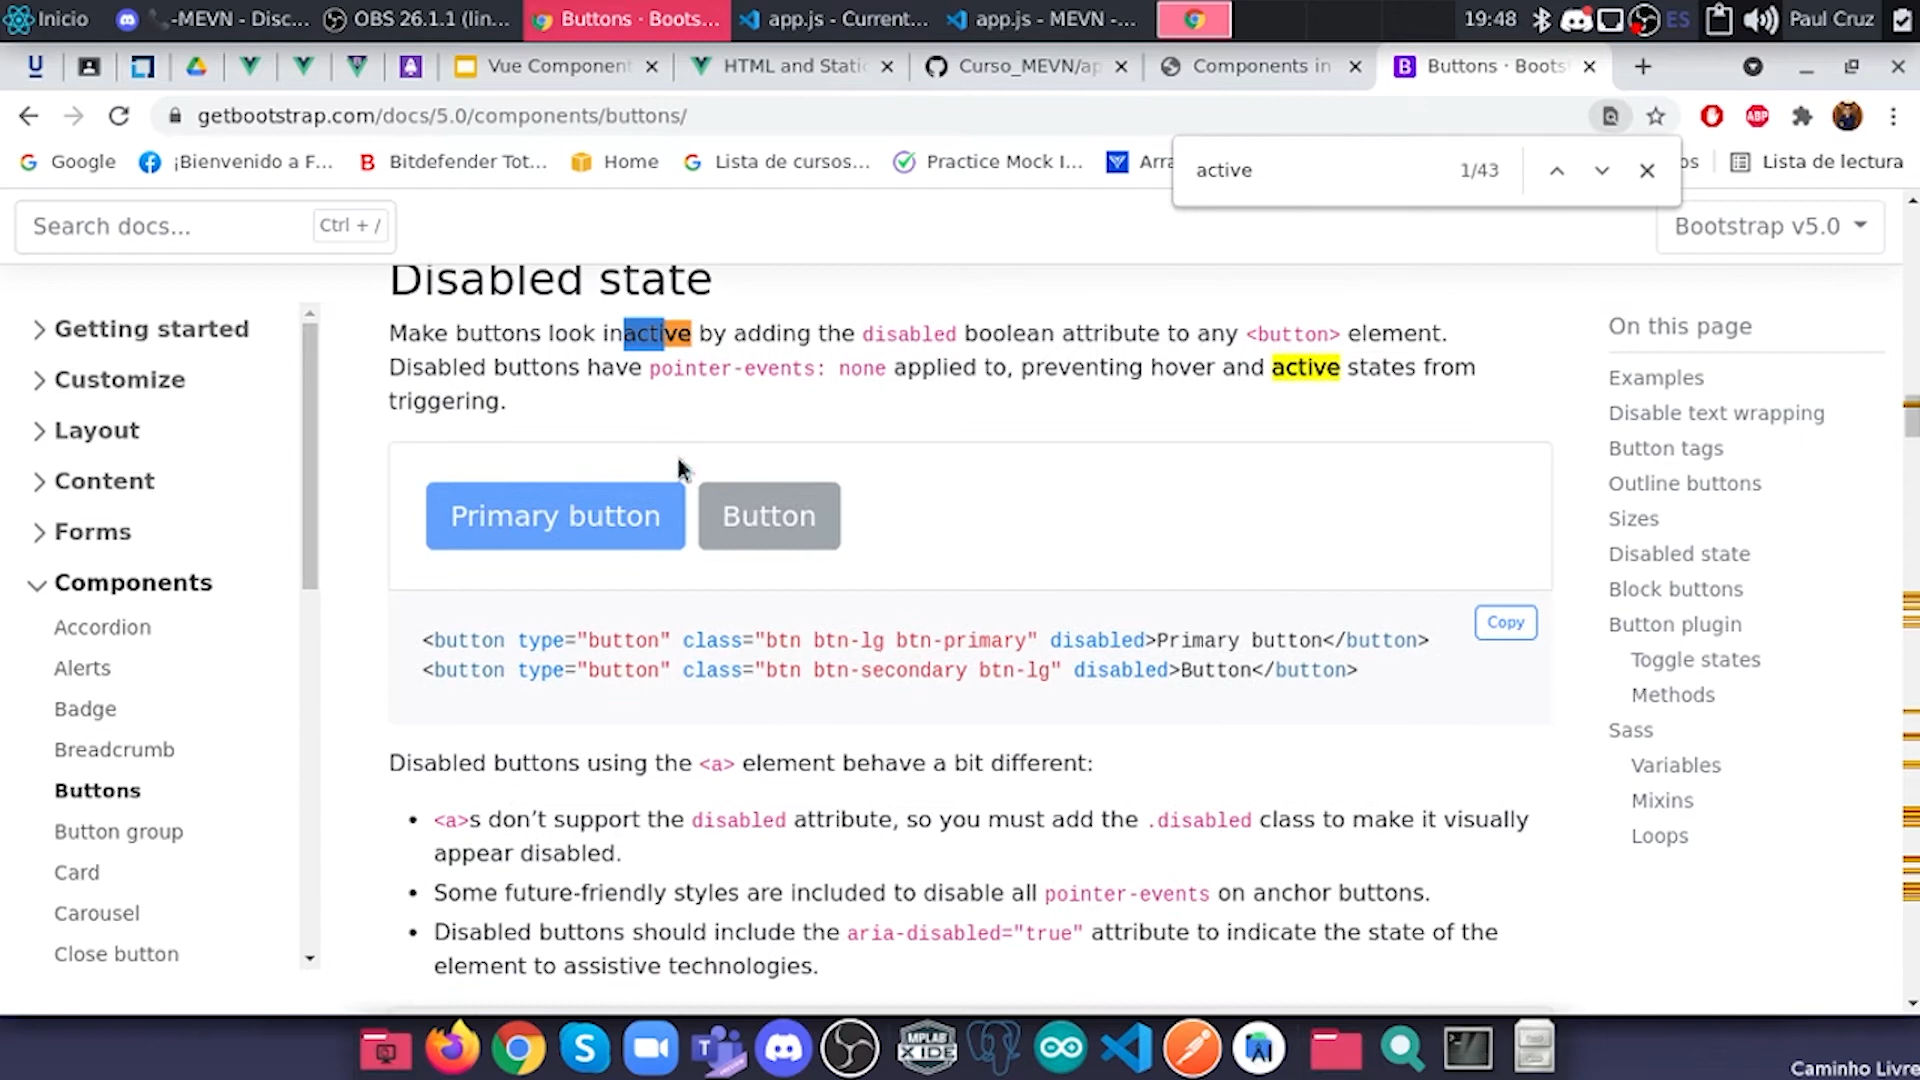 Inicio
-MEVN - Disc...
OBS 26.1.1 (lin...
Buttons · Boots...
app.js - Current...
app.js - MEVN -...
19:48
ES
Paul Cruz
Vue Component
HTML and Stati
Curso_MEVN/ap
Components in
Buttons · Boots
getbootstrap.com/docs/5.0/components/buttons/
Google
¡Bienvenido a F...
Bitdefender Tot...
Home
Lista de cursos...
Practice Mock I...
Arra
os
Lista de lectura
active
1/43
Search docs...
Ctrl + /
Bootstrap v5.0
Getting started
Customize
Layout
Content
Forms
Components
Accordion
Alerts
Badge
Breadcrumb
Buttons
Button group
Card
Carousel
Close button
Disabled state
Make buttons look inactive by adding the disabled boolean attribute to any <button> element.
Disabled buttons have pointer-events: none applied to, preventing hover and active states from
triggering.
Primary button
Button
Copy
<button type="button" class="btn btn-lg btn-primary" disabled>Primary button</button>
<button type="button" class="btn btn-secondary btn-lg" disabled>Button</button>
Disabled buttons using the <a> element behave a bit different:
• <a>s don’t support the disabled attribute, so you must add the .disabled class to make it visually
appear disabled.
• Some future-friendly styles are included to disable all pointer-events on anchor buttons.
• Disabled buttons should include the aria-disabled="true" attribute to indicate the state of the
element to assistive technologies.
On this page
Examples
Disable text wrapping
Button tags
Outline buttons
Sizes
Disabled state
Block buttons
Button plugin
Toggle states
Methods
Sass
Variables
Mixins
Loops
MPLAB
X IDE
Caminho Livre